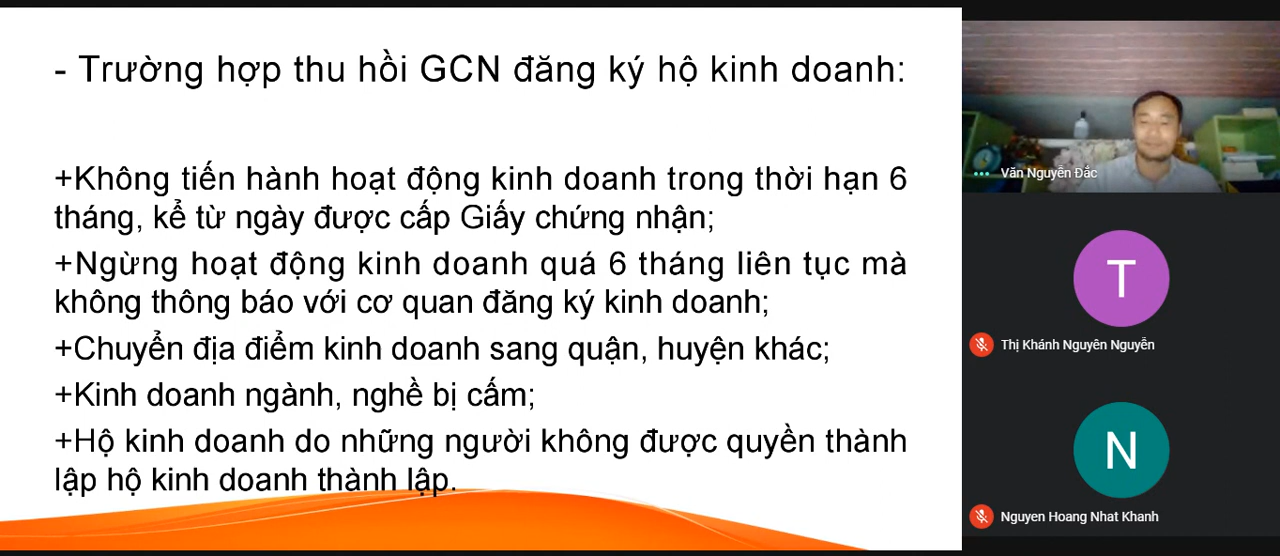 - Trường hợp thu hồi GCN đăng ký hộ kinh doanh:
+Không tiến hành hoạt động kinh doanh trong thời hạn 6
tháng, kể từ ngày được cấp Giấy chứng nhận;
+Ngừng hoạt động kinh doanh quá 6 tháng liên tục mà
không thông báo với cơ quan đăng ký kinh doanh;
+Chuyển địa điểm kinh doanh sang quận, huyện khác;
+Kinh doanh ngành, nghề bị cấm;
+Hộ kinh doanh do những người không được quyền thành
lập hộ kinh doanh thành lập.
Văn Nguyễn Đắc
T
Thị Khánh Nguyên Nguyễn
N
Nguyen Hoang Nhat Khanh